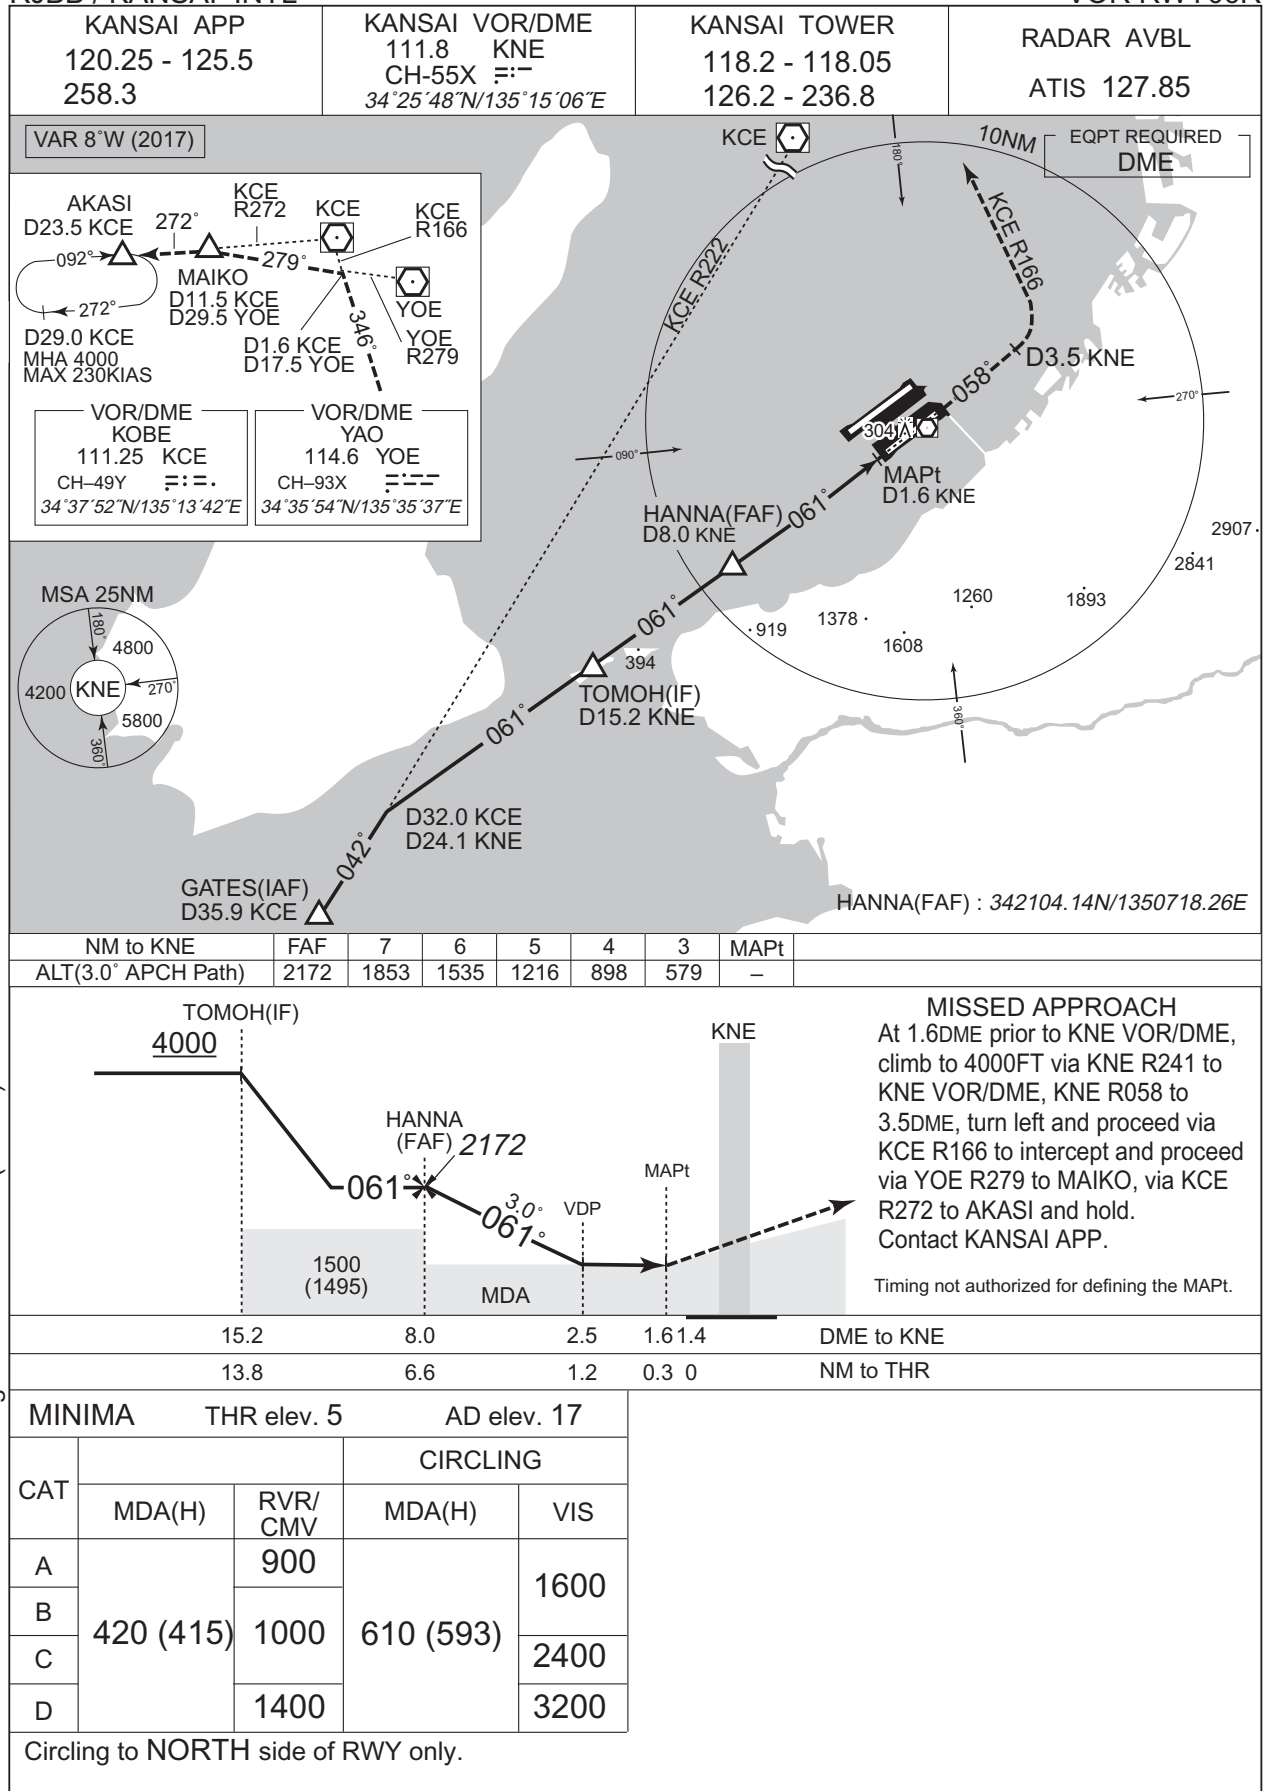 KANSAI APP
120.25 - 125.5
258.3
KANSAI VOR/DME
111.8 KNE
CH-55X
34˚25´48˝N/135˚15´06˝E
KANSAI TOWER
118.2 - 118.05
126.2 - 236.8
RADAR AVBL
ATIS 127.85
VAR 8˚W (2017)
KCE
10NM
EQPT REQUIRED
DME
180˚
AKASI
D23.5 KCE
272˚
KCE
R272
KCE
KCE
R166
092°
279˚
MAIKO
D11.5 KCE
D29.5 YOE
YOE
272°
D29.0 KCE
MHA 4000
MAX 230KIAS
D1.6 KCE
D17.5 YOE
346˚
YOE
R279
VOR/DME
KOBE
111.25 KCE
CH–49Y
34˚37´52˝N/135˚13´42˝E
VOR/DME
YAO
114.6 YOE
CH–93X
34˚35´54˝N/135˚35´37˝E
KCE R222
KCE R166
D3.5 KNE
058˚
270˚
304
090˚
MAPt
D1.6 KNE
HANNA(FAF)
D8.0 KNE
061˚
2907
2841
1260
1893
1378
919
1608
061˚
394
TOMOH(IF)
D15.2 KNE
360˚
MSA 25NM
180˚
4800
4200
KNE
270˚
5800
360˚
061˚
D32.0 KCE
D24.1 KNE
042˚
GATES(IAF)
D35.9 KCE
HANNA(FAF) : 342104.14N/1350718.26E
NM to KNE FAF 7 6 5 4 3 MAPt
ALT(3.0˚ APCH Path) 2172 1853 1535 1216 898 579 –
TOMOH(IF)
4000
KNE
HANNA
(FAF) 2172
MAPt
061˚
3.0˚
061˚
VDP
1500
(1495)
MDA
MISSED APPROACH
At 1.6DME prior to KNE VOR/DME,
climb to 4000FT via KNE R241 to
KNE VOR/DME, KNE R058 to
3.5DME, turn left and proceed via
KCE R166 to intercept and proceed
via YOE R279 to MAIKO, via KCE
R272 to AKASI and hold.
Contact KANSAI APP.
Timing not authorized for defining the MAPt.
15.2 8.0 2.5 1.6 1.4 DME to KNE
13.8 6.6 1.2 0.3 0 NM to THR
MINIMA THR elev. 5 AD elev. 17
CIRCLING
CAT MDA(H) RVR/
CMV MDA(H) VIS
A 900 1600
B
420 (415) 1000 610 (593)
C 2400
D 1400 3200
Circling to NORTH side of RWY only.